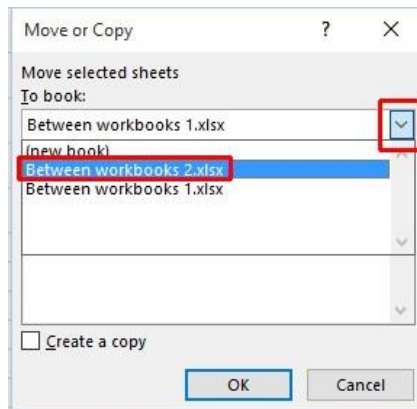 Move or Copy ?
Move selected sheets
To book:
Between workbooks 1.xlsx
(new book)
Between workbooks 2.xlsx
Between workbooks 1.xlsx
Create a copy
OK Cancel